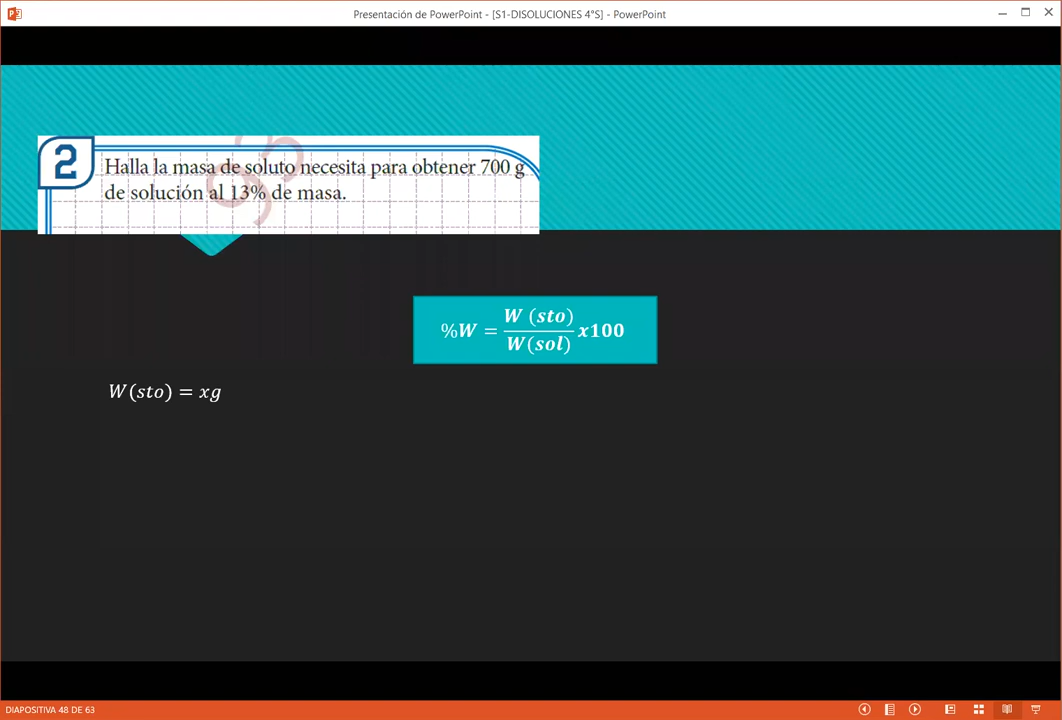 Presentación de PowerPoint - [S1-DISOLUCIONES 4°S] - PowerPoint
2
Halla la masa de soluto necesita para obtener 700 g
de solución al 13% de masa.
%W = W (sto) / W(sol) x100
W(sto) = xg
DIAPOSITIVA 48 DE 63